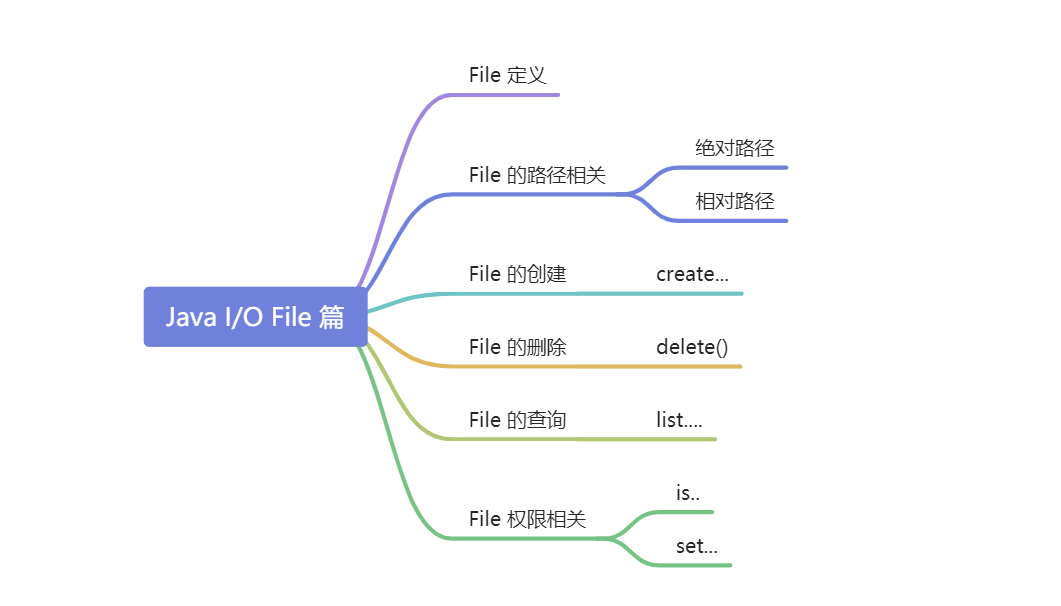 File 定义
File 的路径相关
绝对路径
相对路径
File 的创建
create...
Java I/O File 篇
File 的删除
delete()
File 的查询
list....
File 权限相关
is..
set...